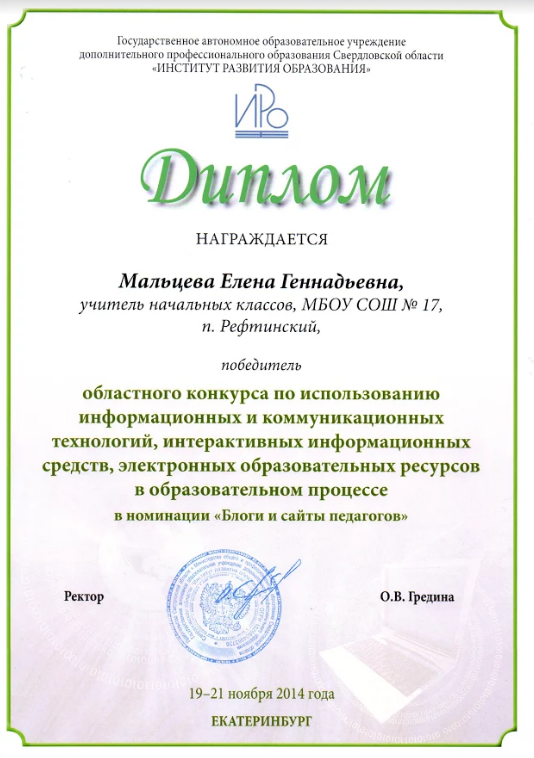 Государственное автономное образовательное учреждение
дополнительного профессионального образования Свердловской области
«ИНСТИТУТ РАЗВИТИЯ ОБРАЗОВАНИЯ»
ИРО
Диплом
НАГРАЖДАЕТСЯ
Мальцева Елена Геннадьевна,
учитель начальных классов, МБОУ СОШ № 17,
п. Рефтинский,
победитель
областного конкурса по использованию
информационных и коммуникационных
технологий, интерактивных информационных
средств, электронных образовательных ресурсов
в образовательном процессе
в номинации «Блоги и сайты педагогов»
Ректор
О.В. Гредина
19–21 ноября 2014 года
ЕКАТЕРИНБУРГ